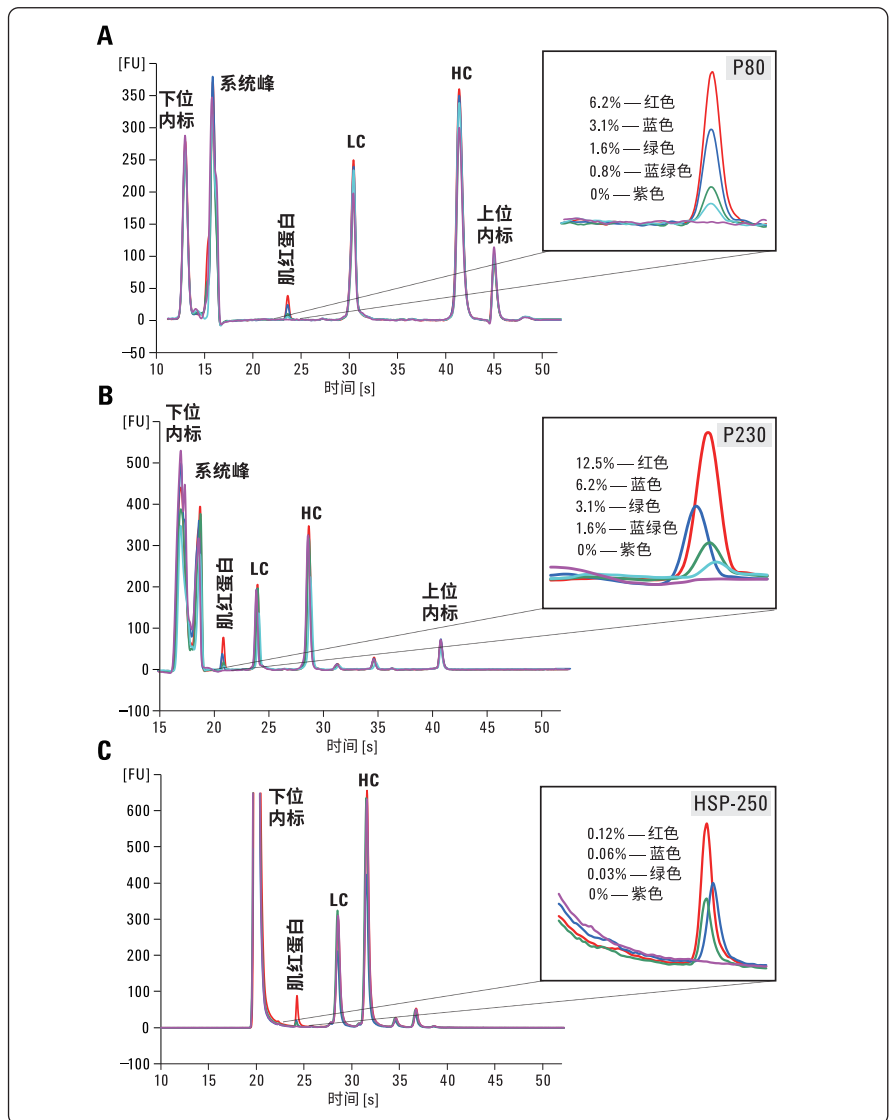 A
[FU]
350
300
250
200
150
100
50
0
−50
10 15 20 25 30 35 40 45 50
时间 [s]
下位
内标
系统峰
肌红蛋白
LC
HC
上位
内标
P80
6.2% — 红色
3.1% — 蓝色
1.6% — 绿色
0.8% — 蓝绿色
0% — 紫色
B
[FU]
500
400
300
200
100
0
−100
15 20 25 30 35 40 45 50
时间 [s]
下位
内标
系统峰
肌红蛋白
LC
HC
上位
内标
P230
12.5% — 红色
6.2% — 蓝色
3.1% — 绿色
1.6% — 蓝绿色
0% — 紫色
C
[FU]
600
500
400
300
200
100
0
−100
10 15 20 25 30 35 40 45 50
时间 [s]
下位
内标
肌红蛋白
LC
HC
HSP-250
0.12% — 红色
0.06% — 蓝色
0.03% — 绿色
0% — 紫色